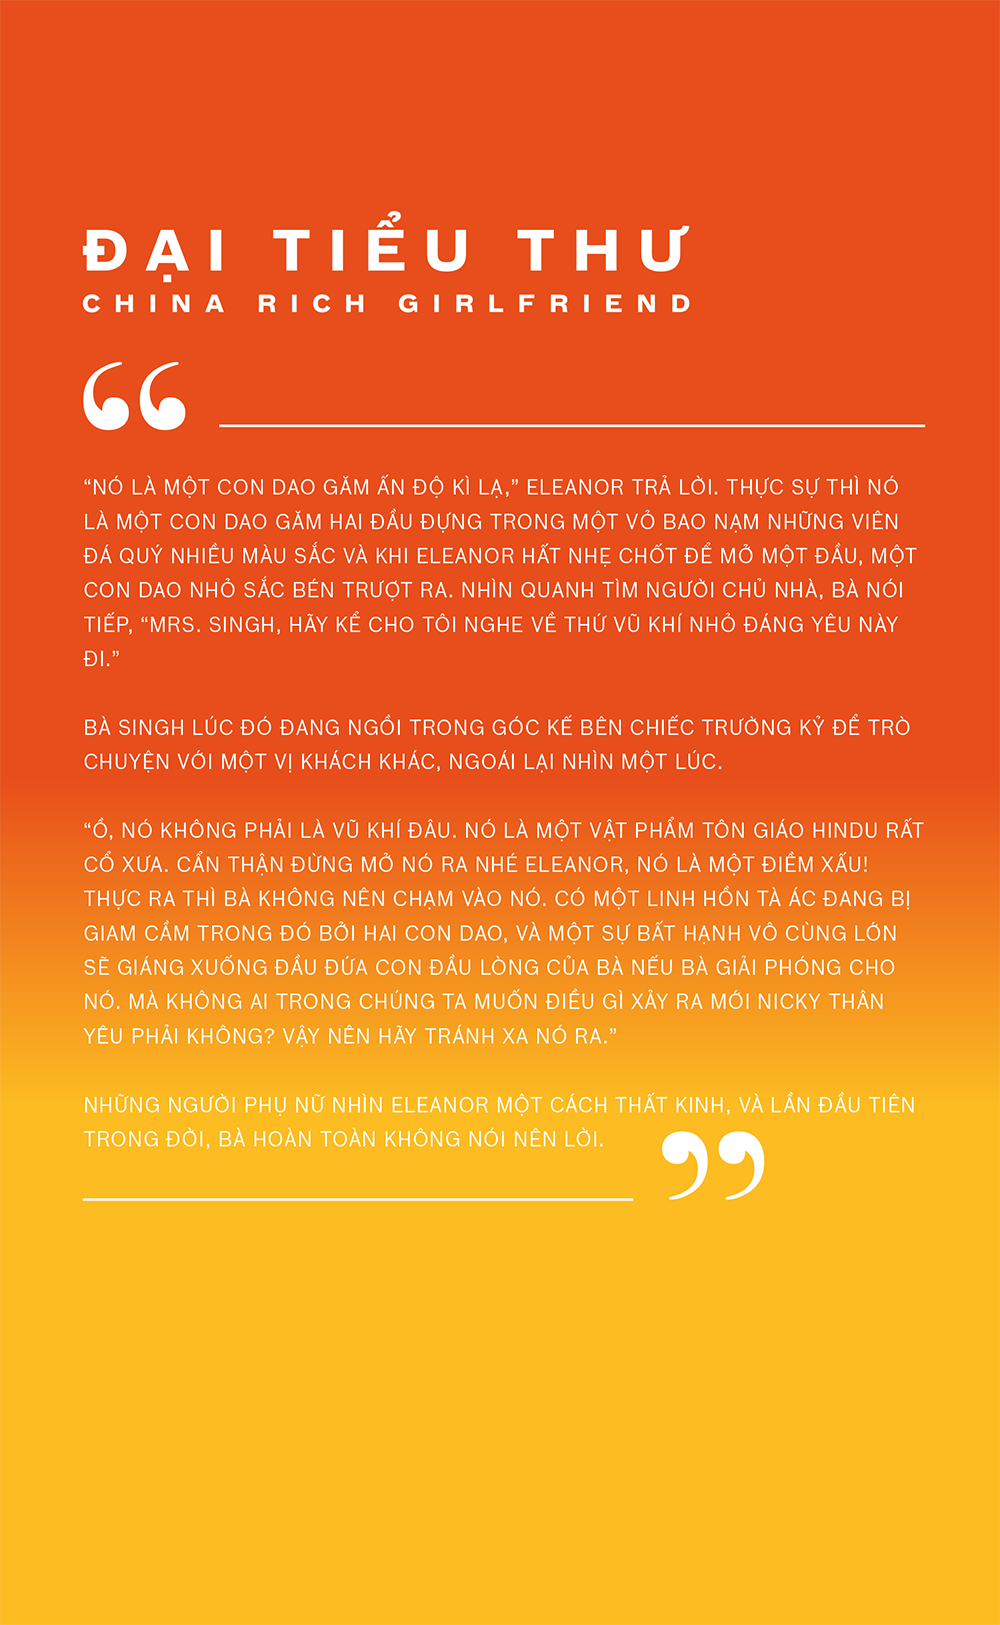 ĐẠI TIỂU THƯ
CHINA RICH GIRLFRIEND
“
“NÓ LÀ MỘT CON DAO GĂM ẤN ĐỘ KÌ LẠ,” ELEANOR TRẢ LỜI. THỰC SỰ THÌ NÓ
LÀ MỘT CON DAO GĂM HAI ĐẦU ĐỰNG TRONG MỘT VỎ BAO NẠM NHỮNG VIÊN
ĐÁ QUÝ NHIỀU MÀU SẮC VÀ KHI ELEANOR HẤT NHẸ CHỐT ĐỂ MỞ MỘT ĐẦU, MỘT
CON DAO NHỎ SẮC BÉN TRƯỢT RA. NHÌN QUANH TÌM NGƯỜI CHỦ NHÀ, BÀ NÓI
TIẾP, “MRS. SINGH, HÃY KỂ CHO TÔI NGHE VỀ THỨ VŨ KHÍ NHỎ ĐÁNG YÊU NÀY
ĐI.”
BÀ SINGH LÚC ĐÓ ĐANG NGỒI TRONG GÓC KẾ BÊN CHIẾC TRƯỜNG KỶ ĐỂ TRÒ
CHUYỆN VỚI MỘT VỊ KHÁCH KHÁC, NGOÁI LẠI NHÌN MỘT LÚC.
“Ồ, NÓ KHÔNG PHẢI LÀ VŨ KHÍ ĐÂU. NÓ LÀ MỘT VẬT PHẨM TÔN GIÁO HINDU RẤT
CỔ XƯA. CẨN THẬN ĐỪNG MỞ NÓ RA NHÉ ELEANOR, NÓ LÀ MỘT ĐIỀM XẤU!
THỰC RA THÌ BÀ KHÔNG NÊN CHẠM VÀO NÓ. CÓ MỘT LINH HỒN TÀ ÁC ĐANG BỊ
GIAM CẦM TRONG ĐÓ BỞI HAI CON DAO, VÀ MỘT SỰ BẤT HẠNH VÔ CÙNG LỚN
SẼ GIÁNG XUỐNG ĐẦU ĐỨA CON ĐẦU LÒNG CỦA BÀ NẾU BÀ GIẢI PHÓNG CHO
NÓ. MÀ KHÔNG AI TRONG CHÚNG TA MUỐN ĐIỀU GÌ XẢY RA MỚI NICKY THÂN
YÊU PHẢI KHÔNG? VẬY NÊN HÃY TRÁNH XA NÓ RA.”
NHỮNG NGƯỜI PHỤ NỮ NHÌN ELEANOR MỘT CÁCH THẤT KINH, VÀ LẦN ĐẦU TIÊN
TRONG ĐỜI, BÀ HOÀN TOÀN KHÔNG NÓI NÊN LỜI.
”